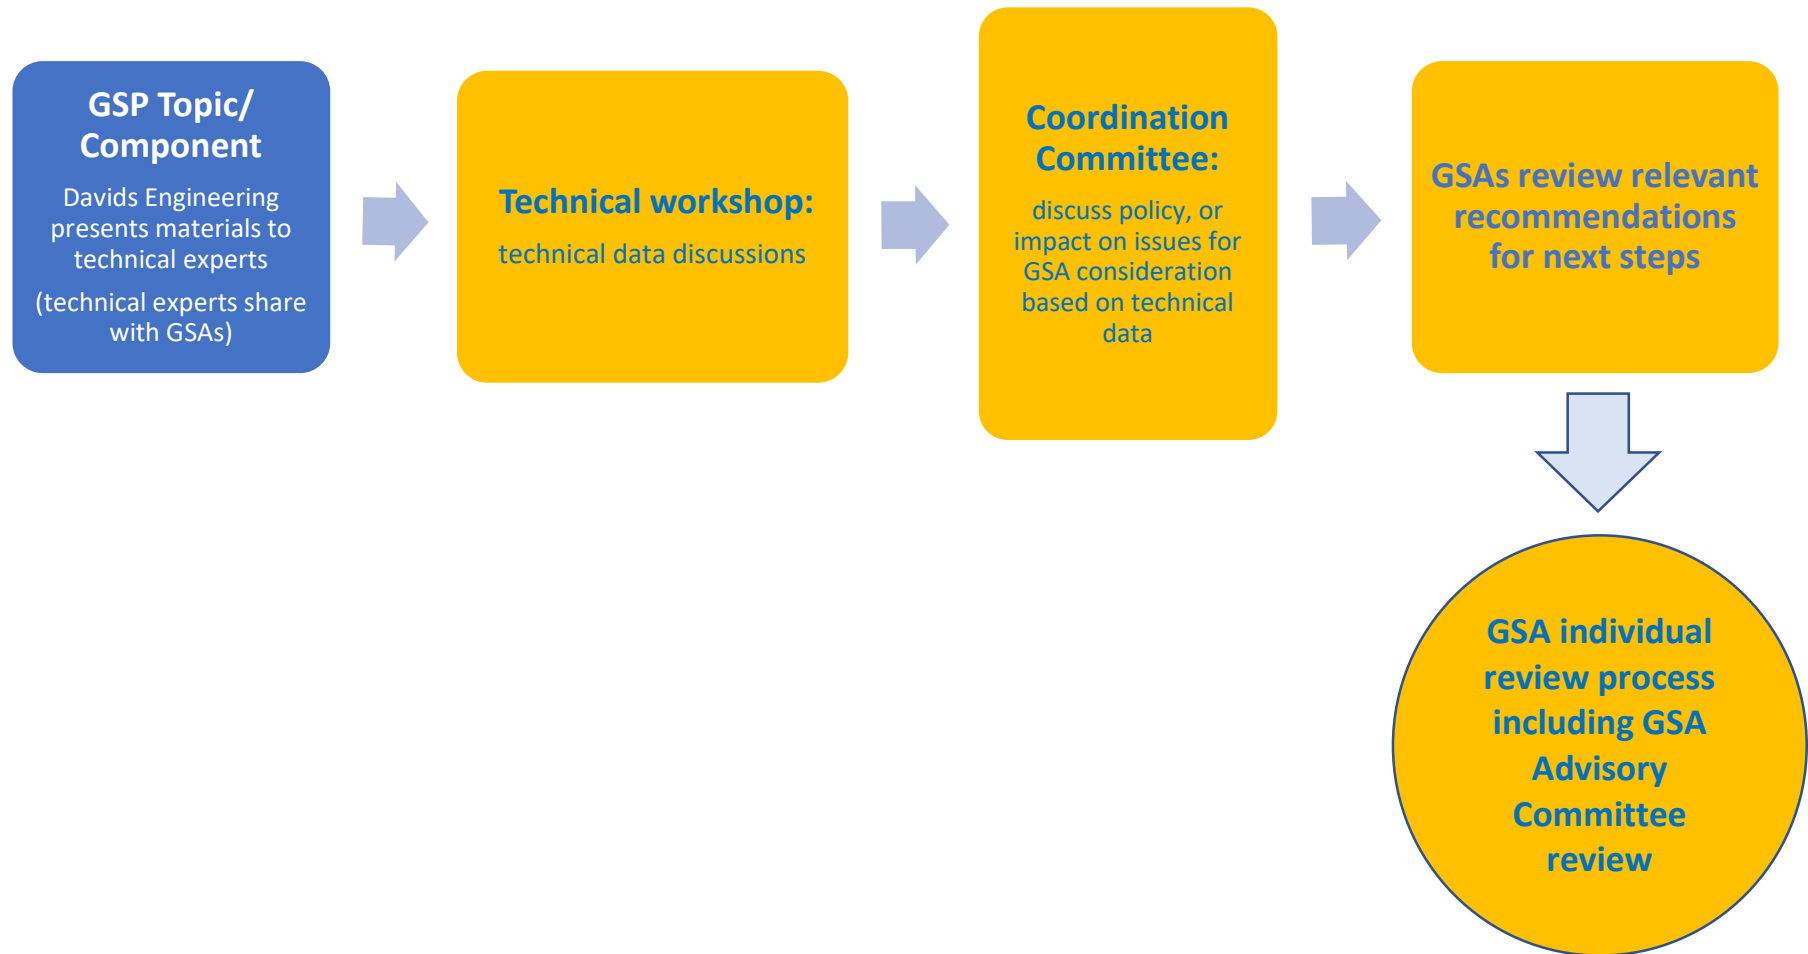 GSP Topic/
Component
Davids Engineering
presents materials to
technical experts
(technical experts share
with GSAs)
Technical workshop:
technical data discussions
Coordination
Committee:
discuss policy, or
impact on issues for
GSA consideration
based on technical
data
GSAs review relevant
recommendations
for next steps
GSA individual
review process
including GSA
Advisory
Committee
review